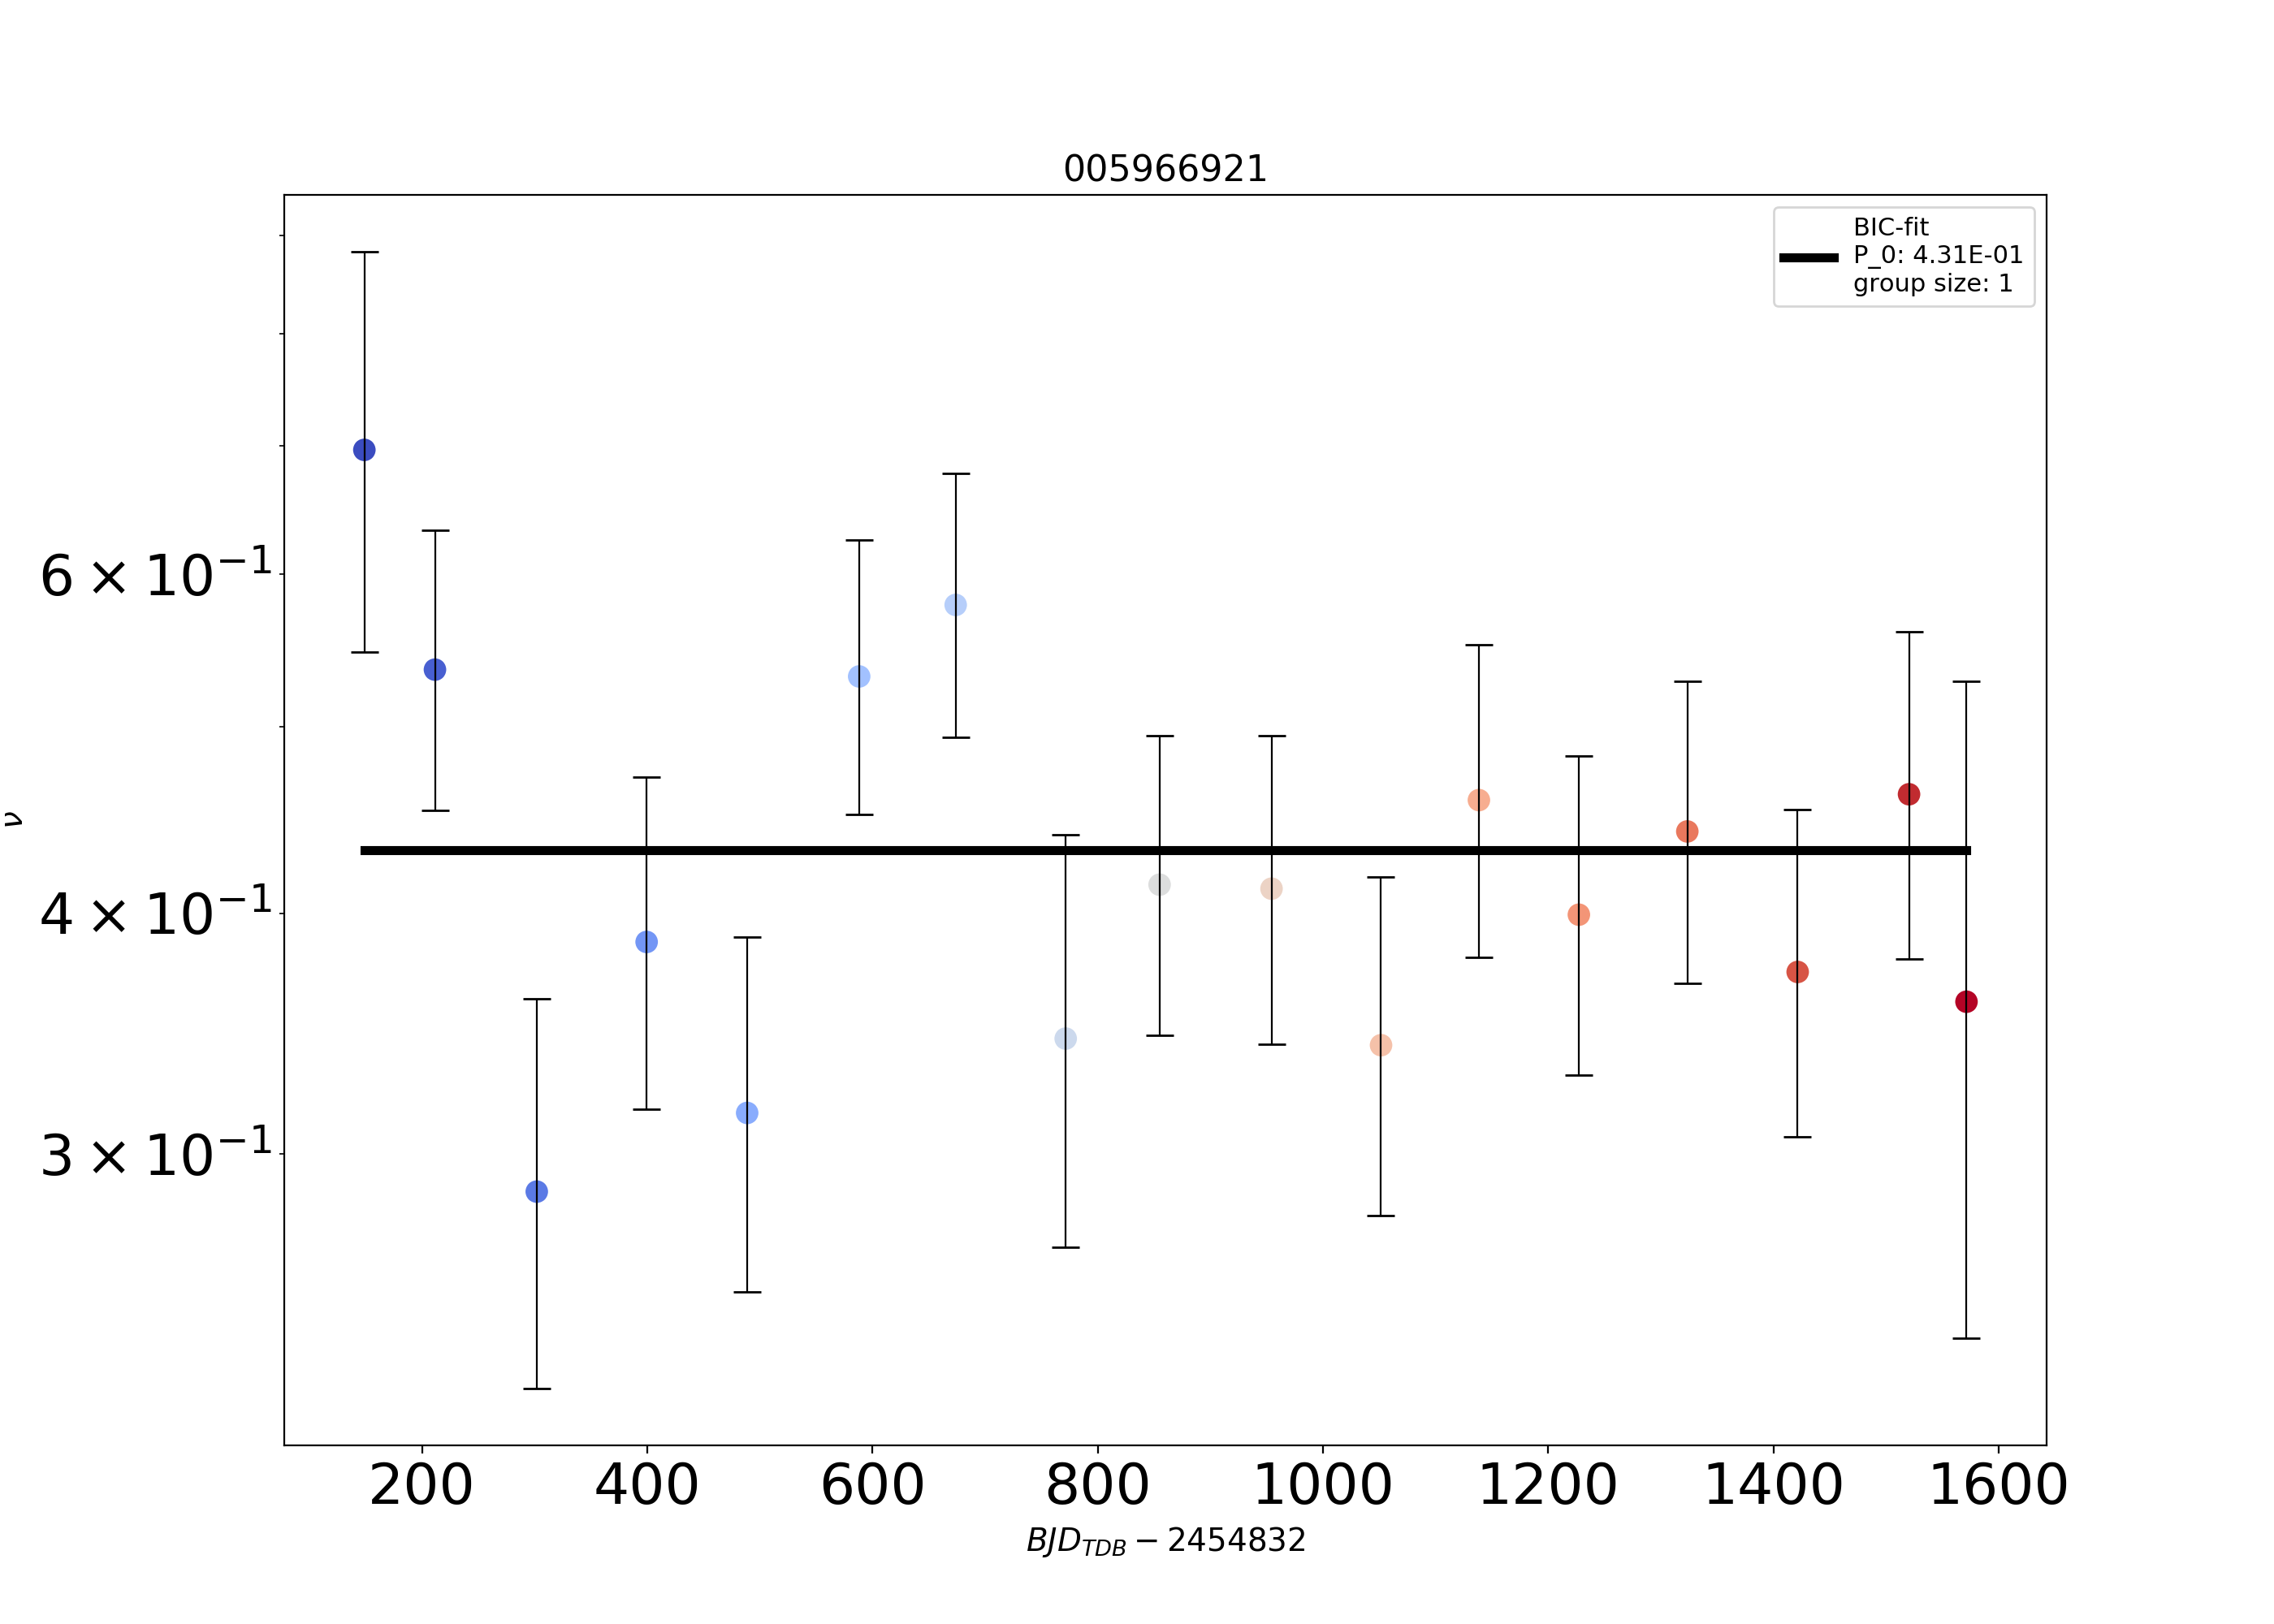 005966921
BIC-fit
P_0: 4.31E-01
group size: 1
6 × 10⁻¹
4 × 10⁻¹
3 × 10⁻¹
ν
200 400 600 800 1000 1200 1400 1600
BJD_TDB − 2454832